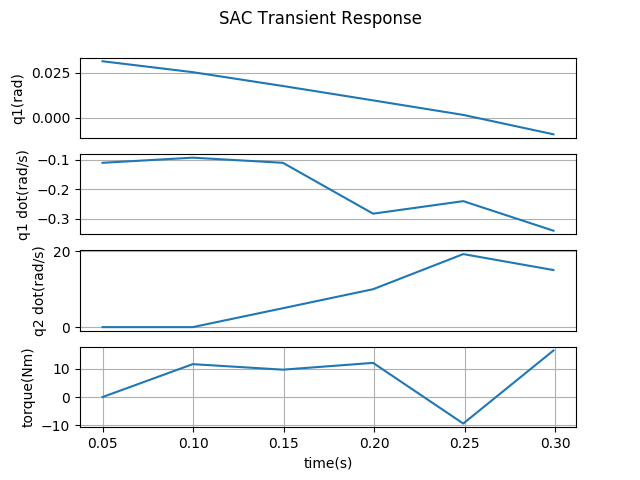 SAC Transient Response
q1(rad)
0.025
0.000
q1 dot(rad/s)
−0.1
−0.2
−0.3
q2 dot(rad/s)
20
0
torque(Nm)
10
0
−10
0.05 0.10 0.15 0.20 0.25 0.30
time(s)